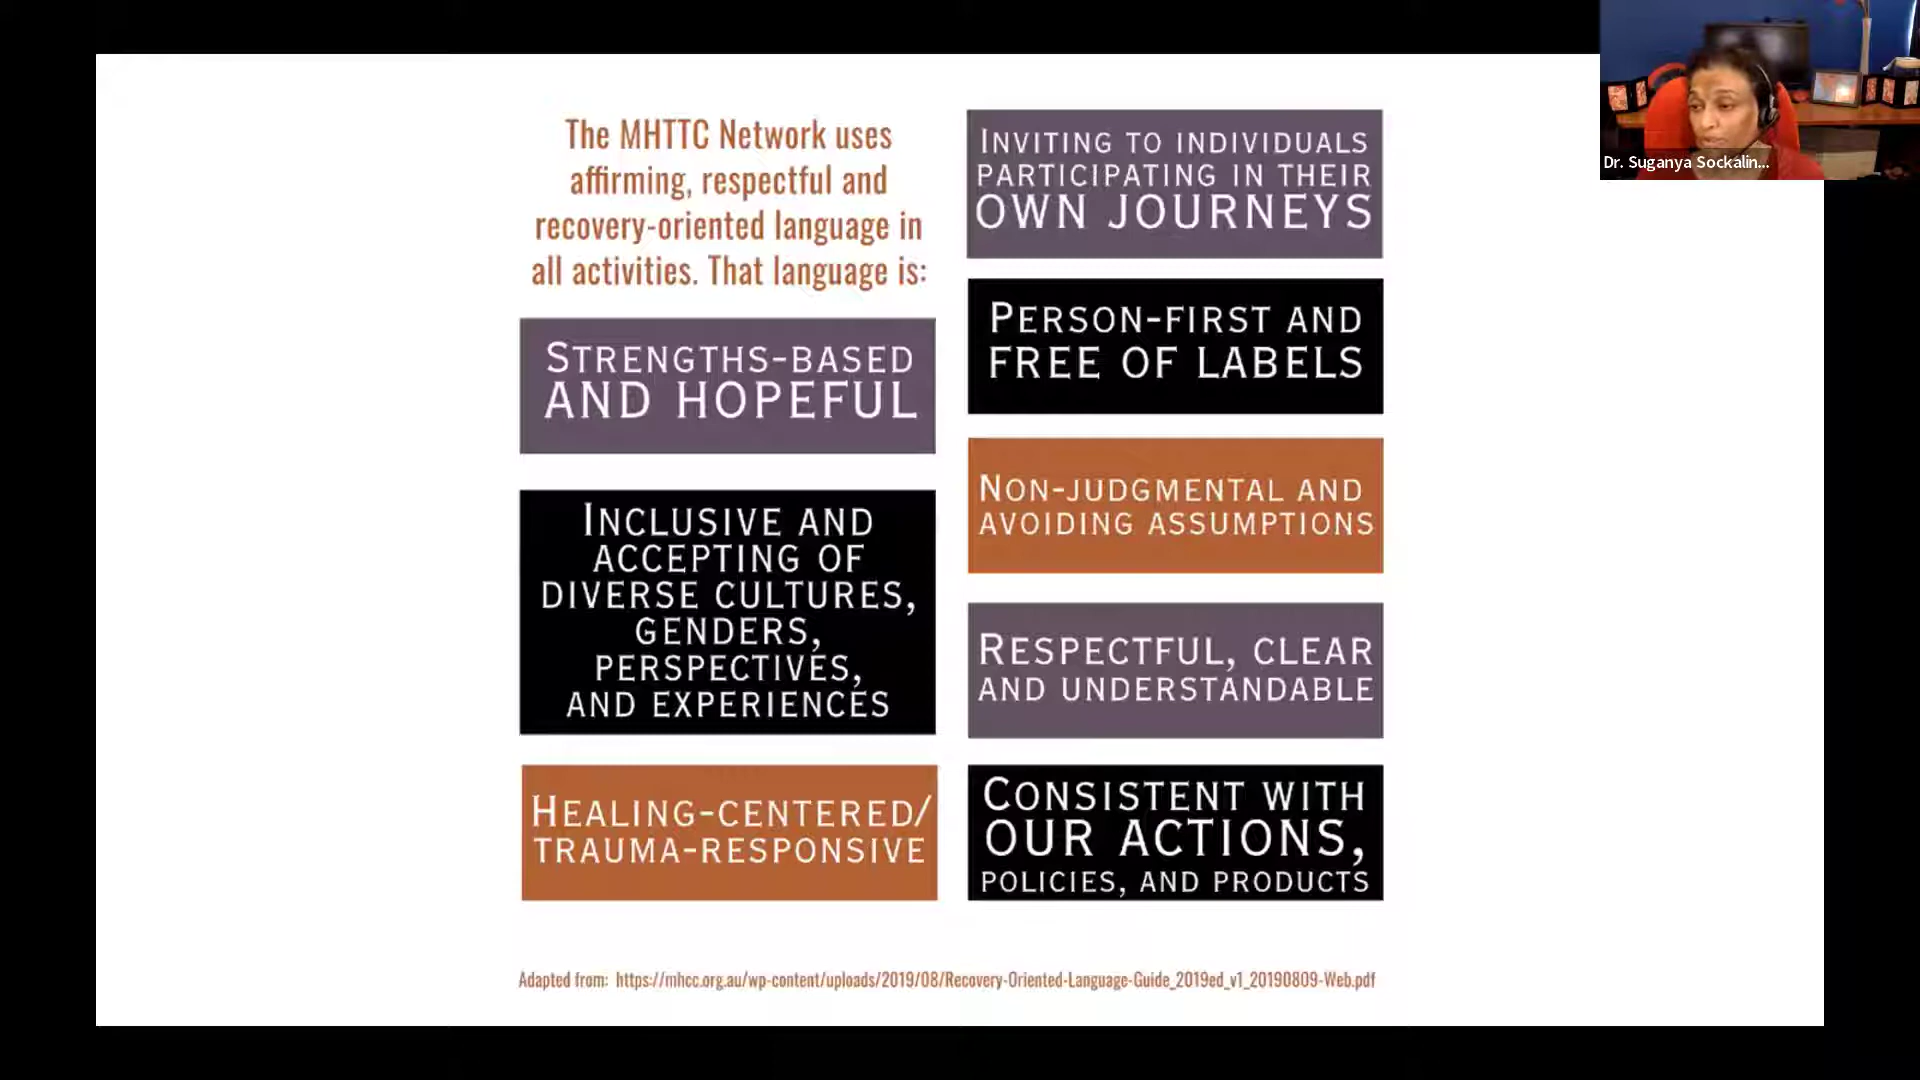 The MHTTC Network uses
affirming, respectful and
recovery-oriented language in
all activities. That language is:
STRENGTHS-BASED
AND HOPEFUL
INCLUSIVE AND
ACCEPTING OF
DIVERSE CULTURES,
GENDERS,
PERSPECTIVES,
AND EXPERIENCES
HEALING-CENTERED/
TRAUMA-RESPONSIVE
INVITING TO INDIVIDUALS
PARTICIPATING IN THEIR
OWN JOURNEYS
PERSON-FIRST AND
FREE OF LABELS
NON-JUDGMENTAL AND
AVOIDING ASSUMPTIONS
RESPECTFUL, CLEAR
AND UNDERSTANDABLE
CONSISTENT WITH
OUR ACTIONS,
POLICIES, AND PRODUCTS
Adapted from: https://mhcc.org.au/wp-content/uploads/2019/08/Recovery-Oriented-Language-Guide_2019ed_v1_20190809-Web.pdf
Dr. Suganya Sockalin...